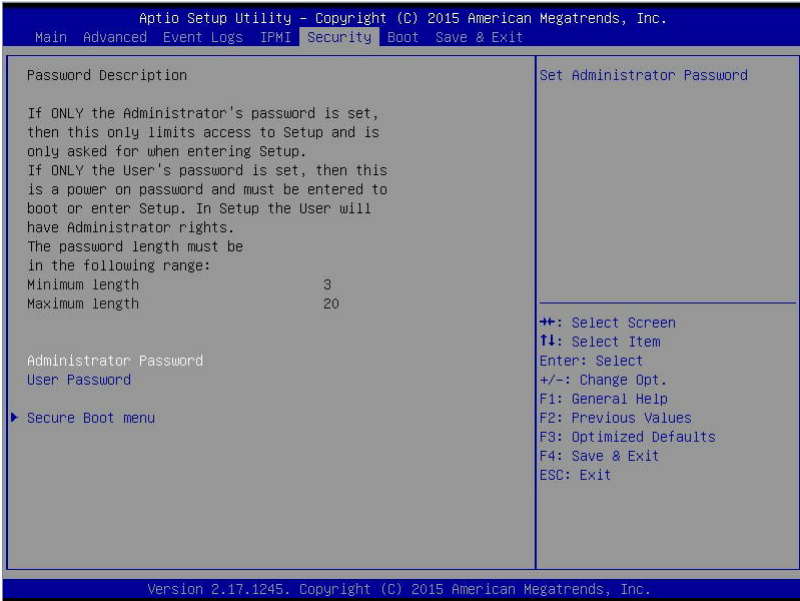 Aptio Setup Utility – Copyright (C) 2015 American Megatrends, Inc.
Main Advanced Event Logs IPMI Security Boot Save & Exit
Password Description
If ONLY the Administrator's password is set,
then this only limits access to Setup and is
only asked for when entering Setup.
If ONLY the User's password is set, then this
is a power on password and must be entered to
boot or enter Setup. In Setup the User will
have Administrator rights.
The password length must be
in the following range:
Minimum length 3
Maximum length 20
Administrator Password
User Password
Secure Boot menu
Set Administrator Password
→←: Select Screen
↑↓: Select Item
Enter: Select
+/-: Change Opt.
F1: General Help
F2: Previous Values
F3: Optimized Defaults
F4: Save & Exit
ESC: Exit
Version 2.17.1245. Copyright (C) 2015 American Megatrends, Inc.